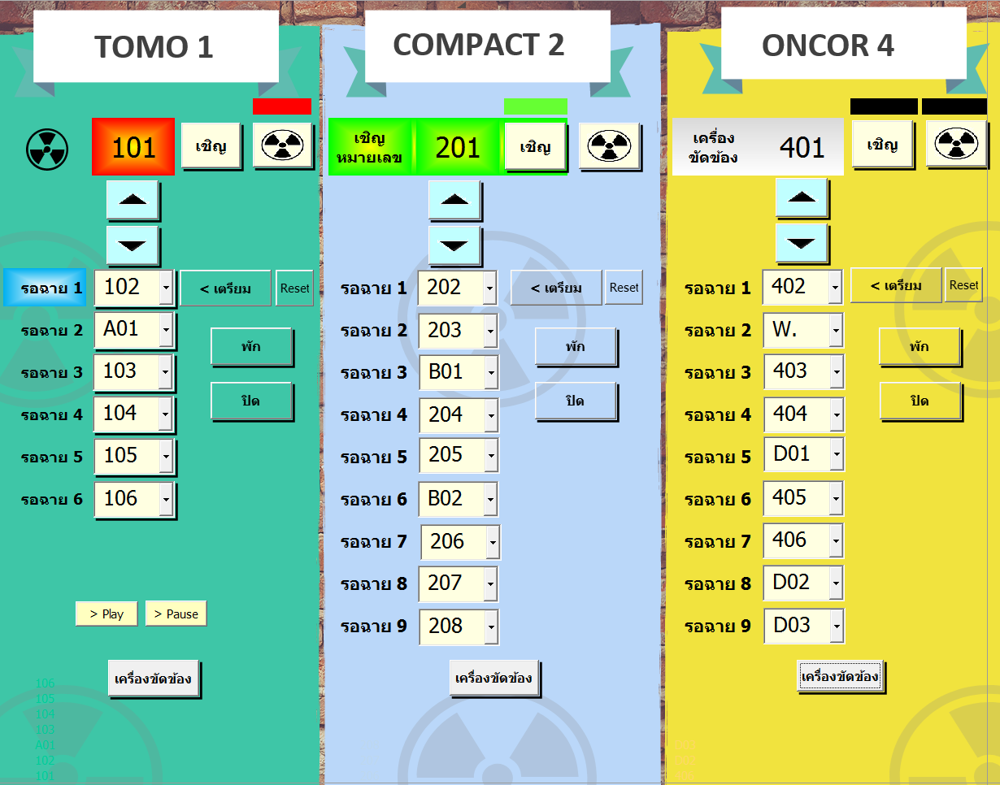 TOMO 1
101
เชิญ
รอฉาย 1
102
< เตรียม
Reset
รอฉาย 2
A01
พัก
รอฉาย 3
103
ปิด
รอฉาย 4
104
รอฉาย 5
105
รอฉาย 6
106
> Play
> Pause
เครื่องขัดข้อง
106
105
104
103
A01
102
101
COMPACT 2
เชิญ
หมายเลข
201
เชิญ
รอฉาย 1
202
< เตรียม
Reset
รอฉาย 2
203
พัก
รอฉาย 3
B01
ปิด
รอฉาย 4
204
รอฉาย 5
205
รอฉาย 6
B02
รอฉาย 7
206
รอฉาย 8
207
รอฉาย 9
208
เครื่องขัดข้อง
ONCOR 4
เครื่อง
ขัดข้อง
401
เชิญ
รอฉาย 1
402
< เตรียม
Reset
รอฉาย 2
W.
พัก
รอฉาย 3
403
ปิด
รอฉาย 4
404
รอฉาย 5
D01
รอฉาย 6
405
รอฉาย 7
406
รอฉาย 8
D02
รอฉาย 9
D03
เครื่องขัดข้อง